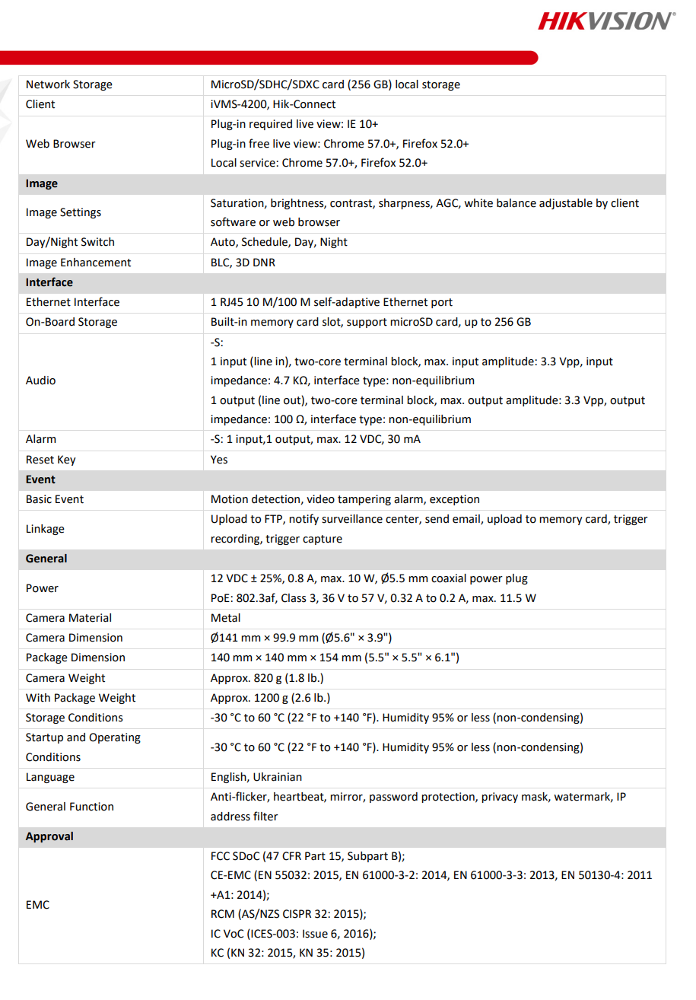 HIKVISION®
Network Storage
MicroSD/SDHC/SDXC card (256 GB) local storage
Client
iVMS-4200, Hik-Connect
Web Browser
Plug-in required live view: IE 10+
Plug-in free live view: Chrome 57.0+, Firefox 52.0+
Local service: Chrome 57.0+, Firefox 52.0+
Image
Image Settings
Saturation, brightness, contrast, sharpness, AGC, white balance adjustable by client
software or web browser
Day/Night Switch
Auto, Schedule, Day, Night
Image Enhancement
BLC, 3D DNR
Interface
Ethernet Interface
1 RJ45 10 M/100 M self-adaptive Ethernet port
On-Board Storage
Built-in memory card slot, support microSD card, up to 256 GB
Audio
-S:
1 input (line in), two-core terminal block, max. input amplitude: 3.3 Vpp, input
impedance: 4.7 KΩ, interface type: non-equilibrium
1 output (line out), two-core terminal block, max. output amplitude: 3.3 Vpp, output
impedance: 100 Ω, interface type: non-equilibrium
Alarm
-S: 1 input,1 output, max. 12 VDC, 30 mA
Reset Key
Yes
Event
Basic Event
Motion detection, video tampering alarm, exception
Linkage
Upload to FTP, notify surveillance center, send email, upload to memory card, trigger
recording, trigger capture
General
Power
12 VDC ± 25%, 0.8 A, max. 10 W, Ø5.5 mm coaxial power plug
PoE: 802.3af, Class 3, 36 V to 57 V, 0.32 A to 0.2 A, max. 11.5 W
Camera Material
Metal
Camera Dimension
Ø141 mm × 99.9 mm (Ø5.6" × 3.9")
Package Dimension
140 mm × 140 mm × 154 mm (5.5" × 5.5" × 6.1")
Camera Weight
Approx. 820 g (1.8 lb.)
With Package Weight
Approx. 1200 g (2.6 lb.)
Storage Conditions
-30 °C to 60 °C (22 °F to +140 °F). Humidity 95% or less (non-condensing)
Startup and Operating
Conditions
-30 °C to 60 °C (22 °F to +140 °F). Humidity 95% or less (non-condensing)
Language
English, Ukrainian
General Function
Anti-flicker, heartbeat, mirror, password protection, privacy mask, watermark, IP
address filter
Approval
EMC
FCC SDoC (47 CFR Part 15, Subpart B);
CE-EMC (EN 55032: 2015, EN 61000-3-2: 2014, EN 61000-3-3: 2013, EN 50130-4: 2011
+A1: 2014);
RCM (AS/NZS CISPR 32: 2015);
IC VoC (ICES-003: Issue 6, 2016);
KC (KN 32: 2015, KN 35: 2015)